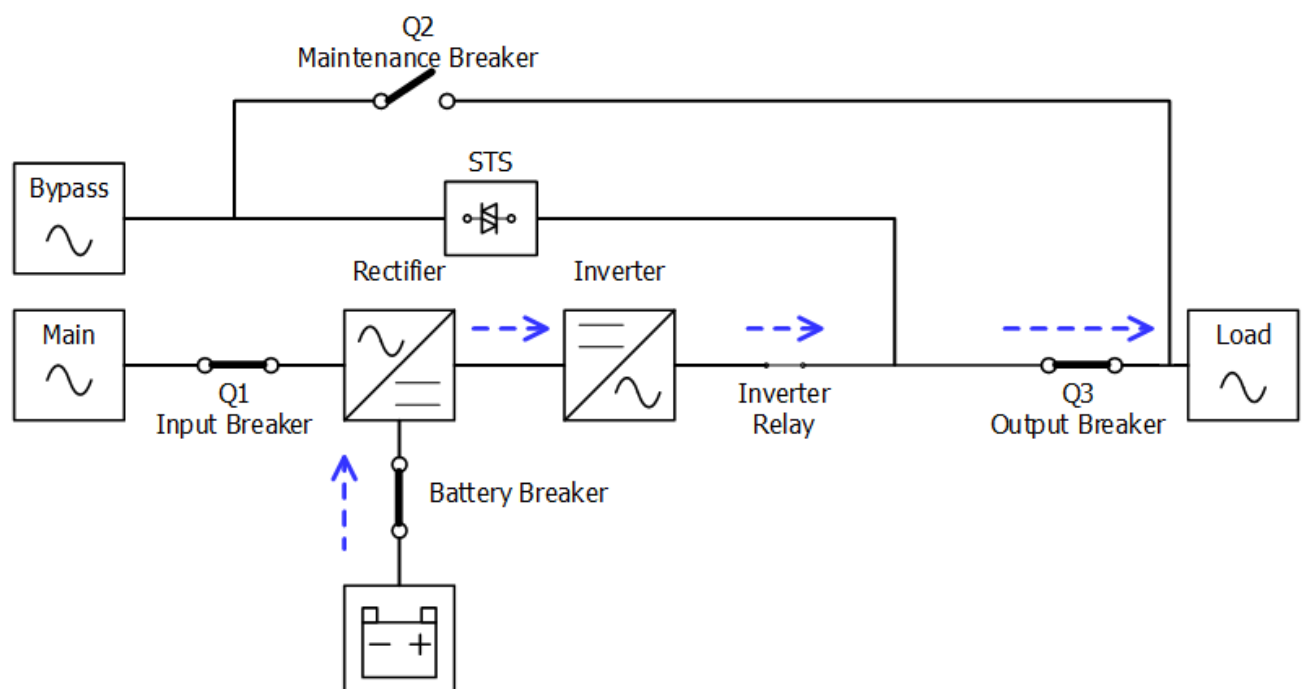 Q2
Maintenance Breaker
STS
Bypass
Rectifier
Inverter
Main
Load
Q1
Input Breaker
Inverter
Relay
Q3
Output Breaker
Battery Breaker
− +